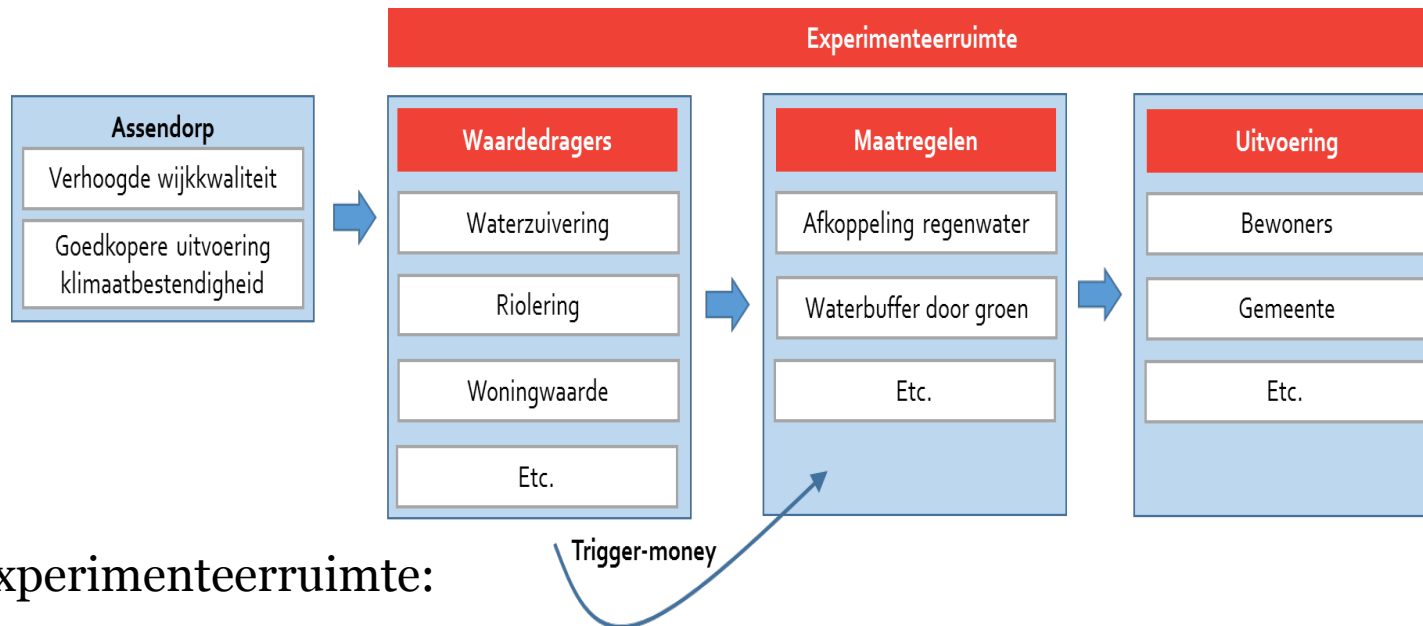 Experimenteerruimte
Assendorp
Verhoogde wijkkwaliteit
Goedkopere uitvoering
klimaatbestendigheid
Waardedragers
Waterzuivering
Riolering
Woningwaarde
Etc.
Maatregelen
Afkoppeling regenwater
Waterbuffer door groen
Etc.
Uitvoering
Bewoners
Gemeente
Etc.
Trigger-money
xperimenteerruimte: